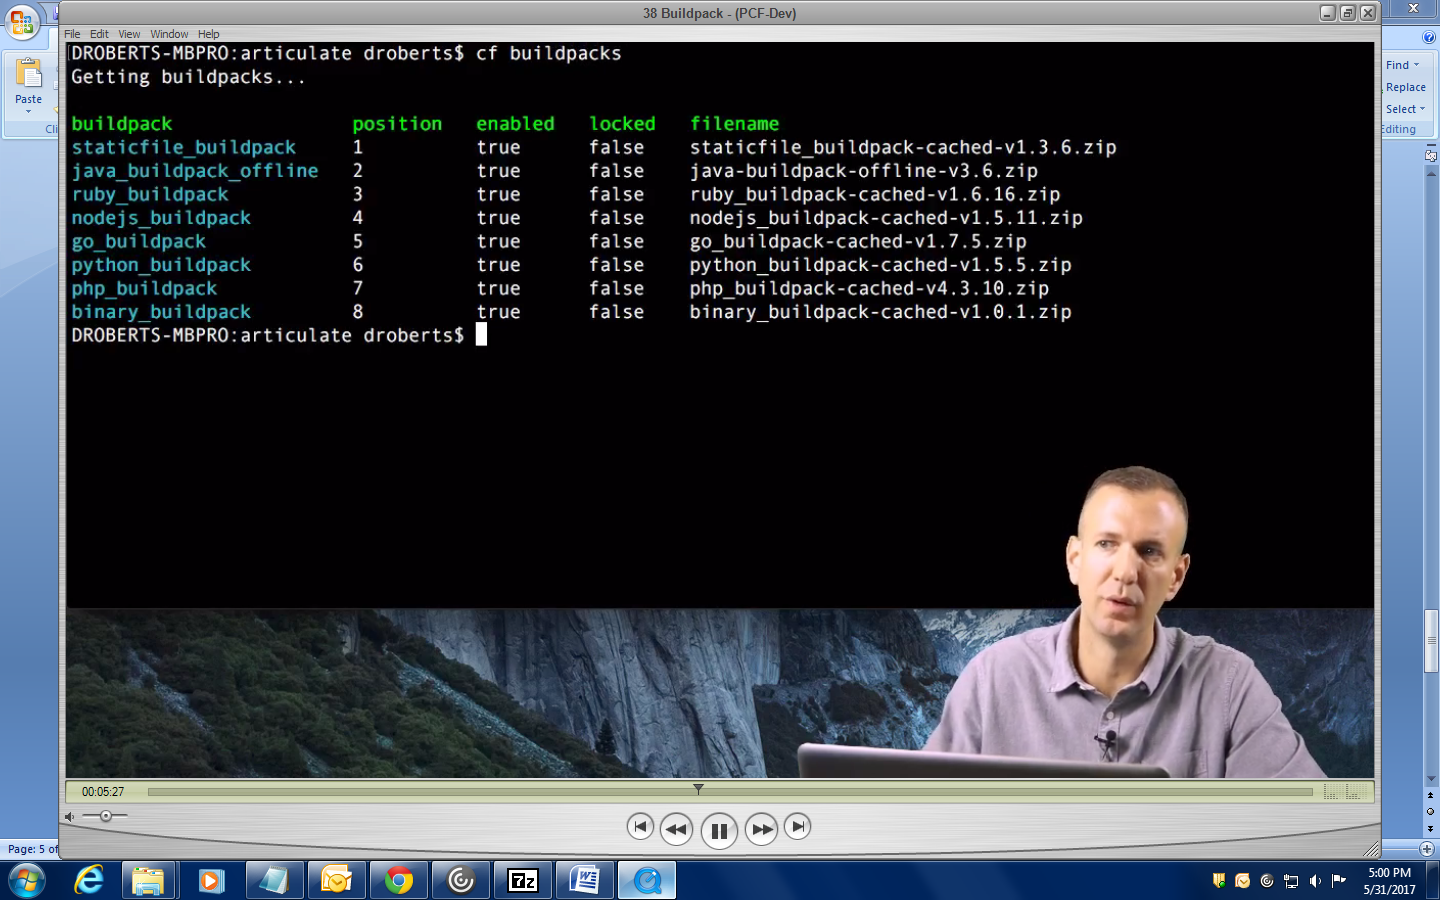 38 Buildpack - (PCF-Dev)
File Edit View Window Help
DROBERTS-MBPRO:articulate droberts$ cf buildpacks
Getting buildpacks...
buildpack position enabled locked filename
staticfile_buildpack 1 true false staticfile_buildpack-cached-v1.3.6.zip
java_buildpack_offline 2 true false java-buildpack-offline-v3.6.zip
ruby_buildpack 3 true false ruby_buildpack-cached-v1.6.16.zip
nodejs_buildpack 4 true false nodejs_buildpack-cached-v1.5.11.zip
go_buildpack 5 true false go_buildpack-cached-v1.7.5.zip
python_buildpack 6 true false python_buildpack-cached-v1.5.5.zip
php_buildpack 7 true false php_buildpack-cached-v4.3.10.zip
binary_buildpack 8 true false binary_buildpack-cached-v1.0.1.zip
DROBERTS-MBPRO:articulate droberts$
Paste
Cli
Find
Replace
Select
Editing
00:05:27
Page: 5 of
7z
5:00 PM
5/31/2017